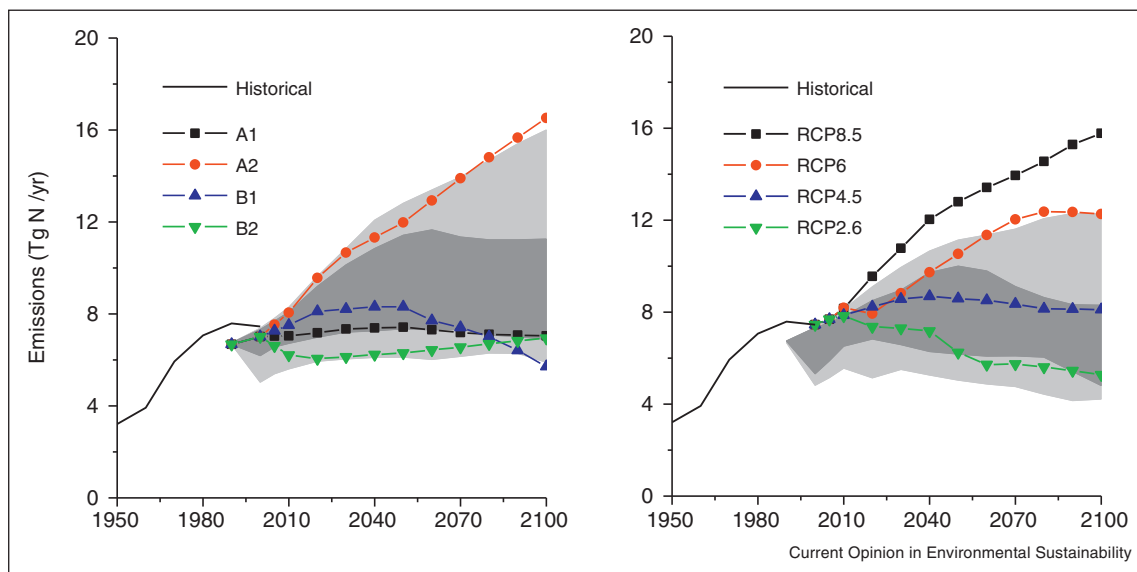 Emissions (Tg N /yr)
20
16
12
8
4
0
1950 1980 2010 2040 2070 2100
Historical
A1
A2
B1
B2
20
16
12
8
4
0
1950 1980 2010 2040 2070 2100
Historical
RCP8.5
RCP6
RCP4.5
RCP2.6
Current Opinion in Environmental Sustainability